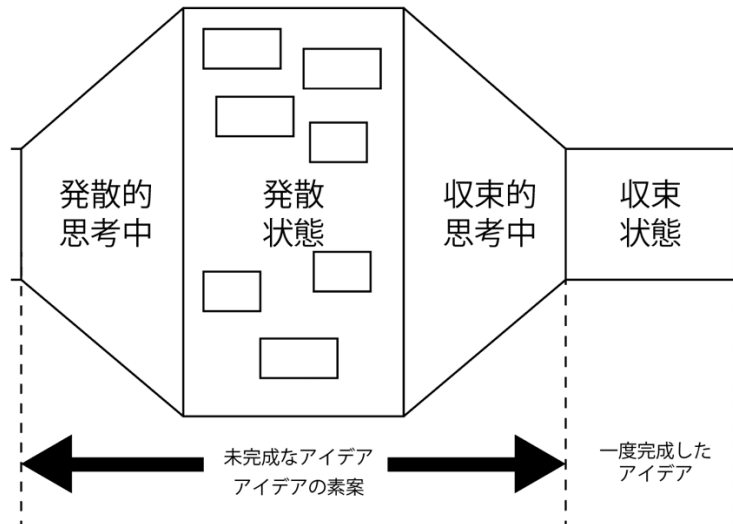 発散的
思考中
発散
状態
収束的
思考中
収束
状態
未完成なアイデア
アイデアの素案
一度完成した
アイデア